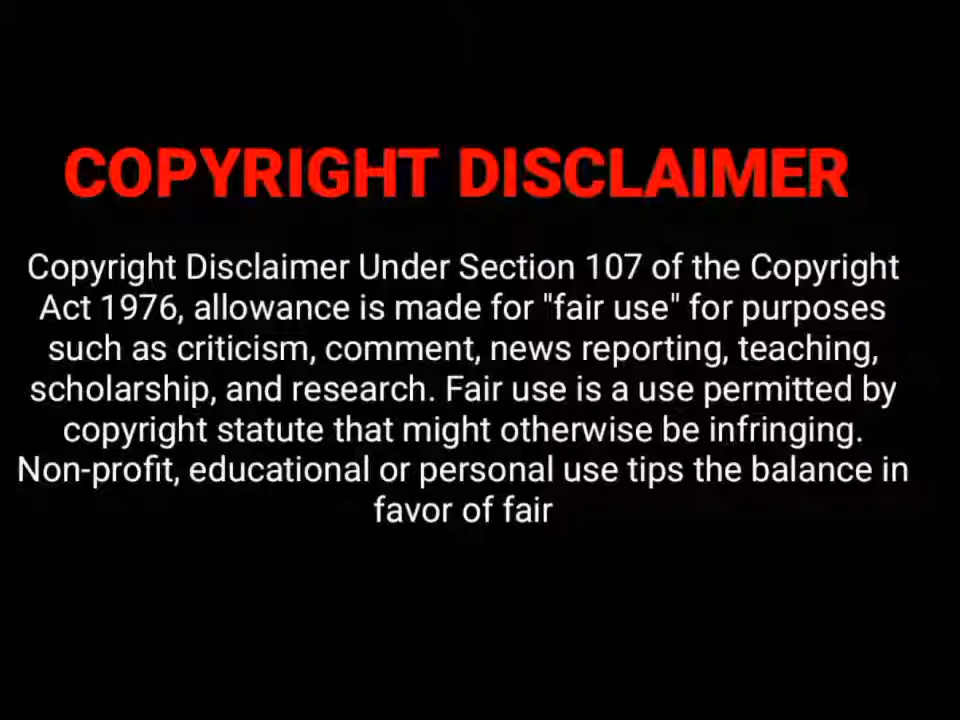 COPYRIGHT DISCLAIMER
Copyright Disclaimer Under Section 107 of the Copyright
Act 1976, allowance is made for "fair use" for purposes
such as criticism, comment, news reporting, teaching,
scholarship, and research. Fair use is a use permitted by
copyright statute that might otherwise be infringing.
Non-profit, educational or personal use tips the balance in
favor of fair